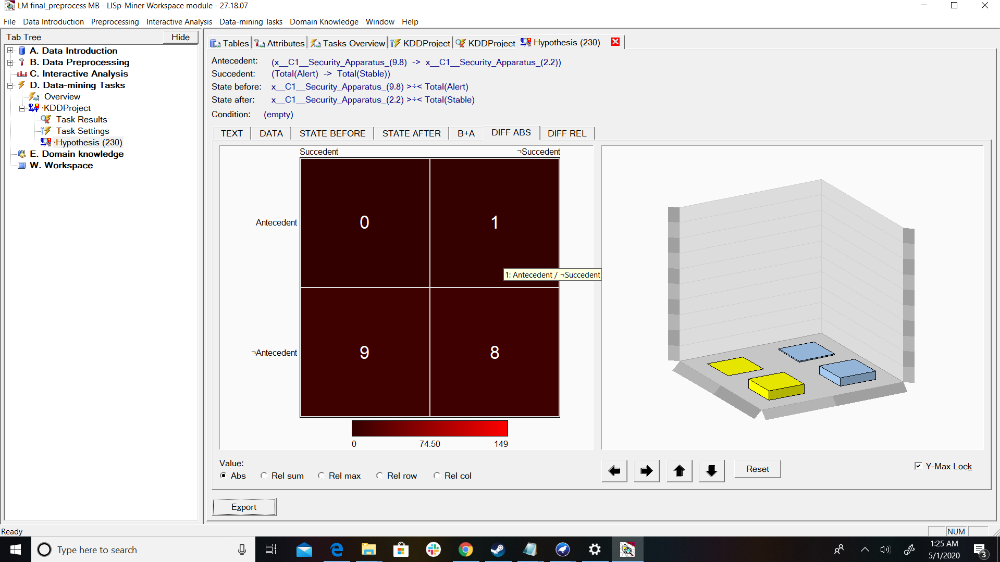 LM final_preprocess MB - LISp-Miner Workspace module - 27.18.07
File Data Introduction Preprocessing Interactive Analysis Data-mining Tasks Domain Knowledge Window Help
Tab Tree Hide
A. Data Introduction
B. Data Preprocessing
C. Interactive Analysis
D. Data-mining Tasks
Overview
·KDDProject
Task Results
Task Settings
·Hypothesis (230)
E. Domain knowledge
W. Workspace
Tables Attributes Tasks Overview KDDProject KDDProject Hypothesis (230)
Antecedent: (x__C1__Security_Apparatus_(9.8) -> x__C1__Security_Apparatus_(2.2))
Succedent: (Total(Alert) -> Total(Stable))
State before: x__C1__Security_Apparatus_(9.8) >÷< Total(Alert)
State after: x__C1__Security_Apparatus_(2.2) >÷< Total(Stable)
Condition: (empty)
TEXT DATA STATE BEFORE STATE AFTER B+A DIFF ABS DIFF REL
Succedent ¬Succedent
Antecedent 0 1
1: Antecedent / ¬Succedent
¬Antecedent 9 8
0 74.50 149
Value:
Abs Rel sum Rel max Rel row Rel col
Reset
Y-Max Lock
Export
Ready
NUM
Type here to search
1:25 AM
5/1/2020
3